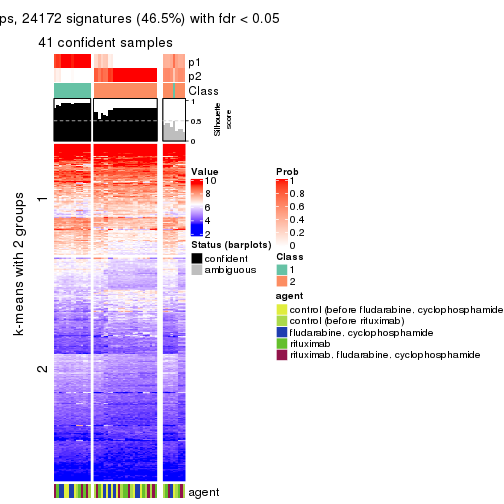 ps, 24172 signatures (46.5%) with fdr < 0.05
41 confident samples
p1
p2
Class
1
0.5
0
Silhouette
score
k-means with 2 groups
1
2
agent
Value
10
8
6
4
2
Status (barplots)
confident
ambiguous
Prob
1
0.8
0.6
0.4
0.2
0
Class
1
2
agent
control (before fludarabine, cyclophosphamide
control (before rituximab)
fludarabine, cyclophosphamide
rituximab
rituximab, fludarabine, cyclophosphamide